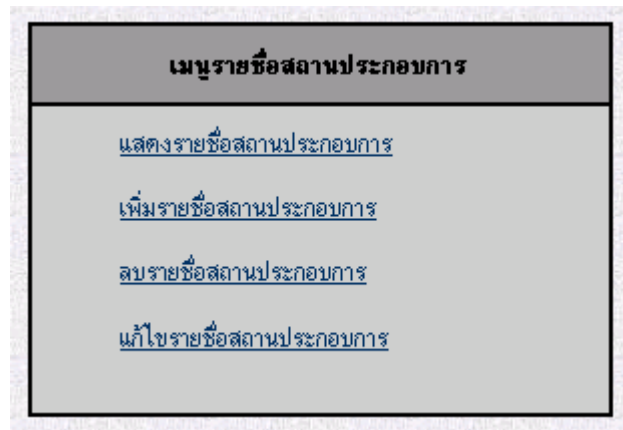 เมนูรายชื่อสถานประกอบการ
แสดงรายชื่อสถานประกอบการ
เพิ่มรายชื่อสถานประกอบการ
ลบรายชื่อสถานประกอบการ
แก้ไขรายชื่อสถานประกอบการ